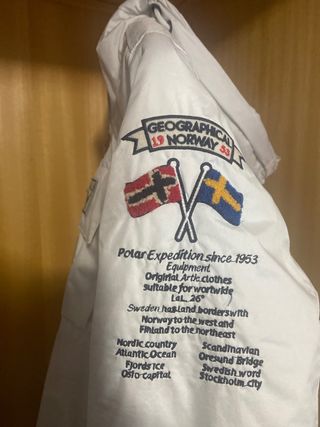 GEOGRAPHICAL
19 NORWAY 53
Polar Expedition since 1953
Equipment
Original Artic clothes
suitable for wortwide
Lal. 26°
Sweden has land borders with
Norway to the west and
Finland to the northeast
Nordic country
Atlantic Ocean
Fjords ice
Oslo capital
Scandinavian
Oresund Bridge
Swedish word
Stockholm city